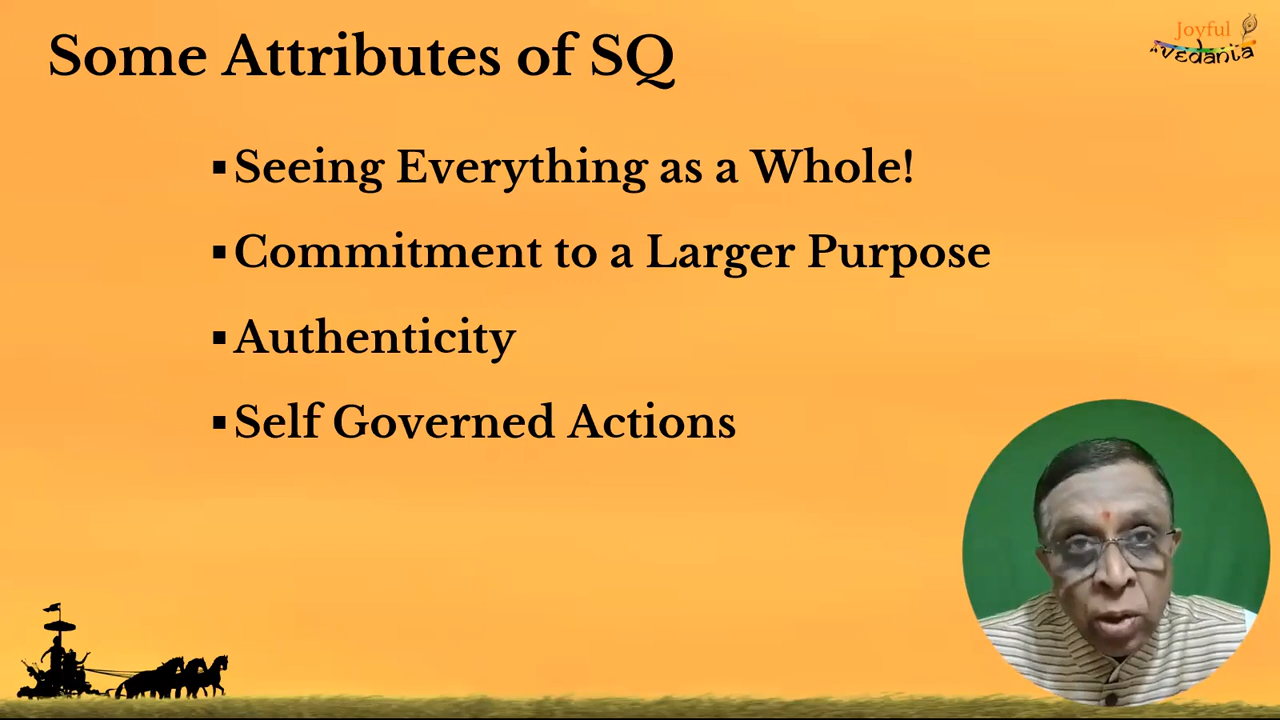 Some Attributes of SQ
Joyful
Vedanta
▪Seeing Everything as a Whole!
▪Commitment to a Larger Purpose
▪Authenticity
▪Self Governed Actions